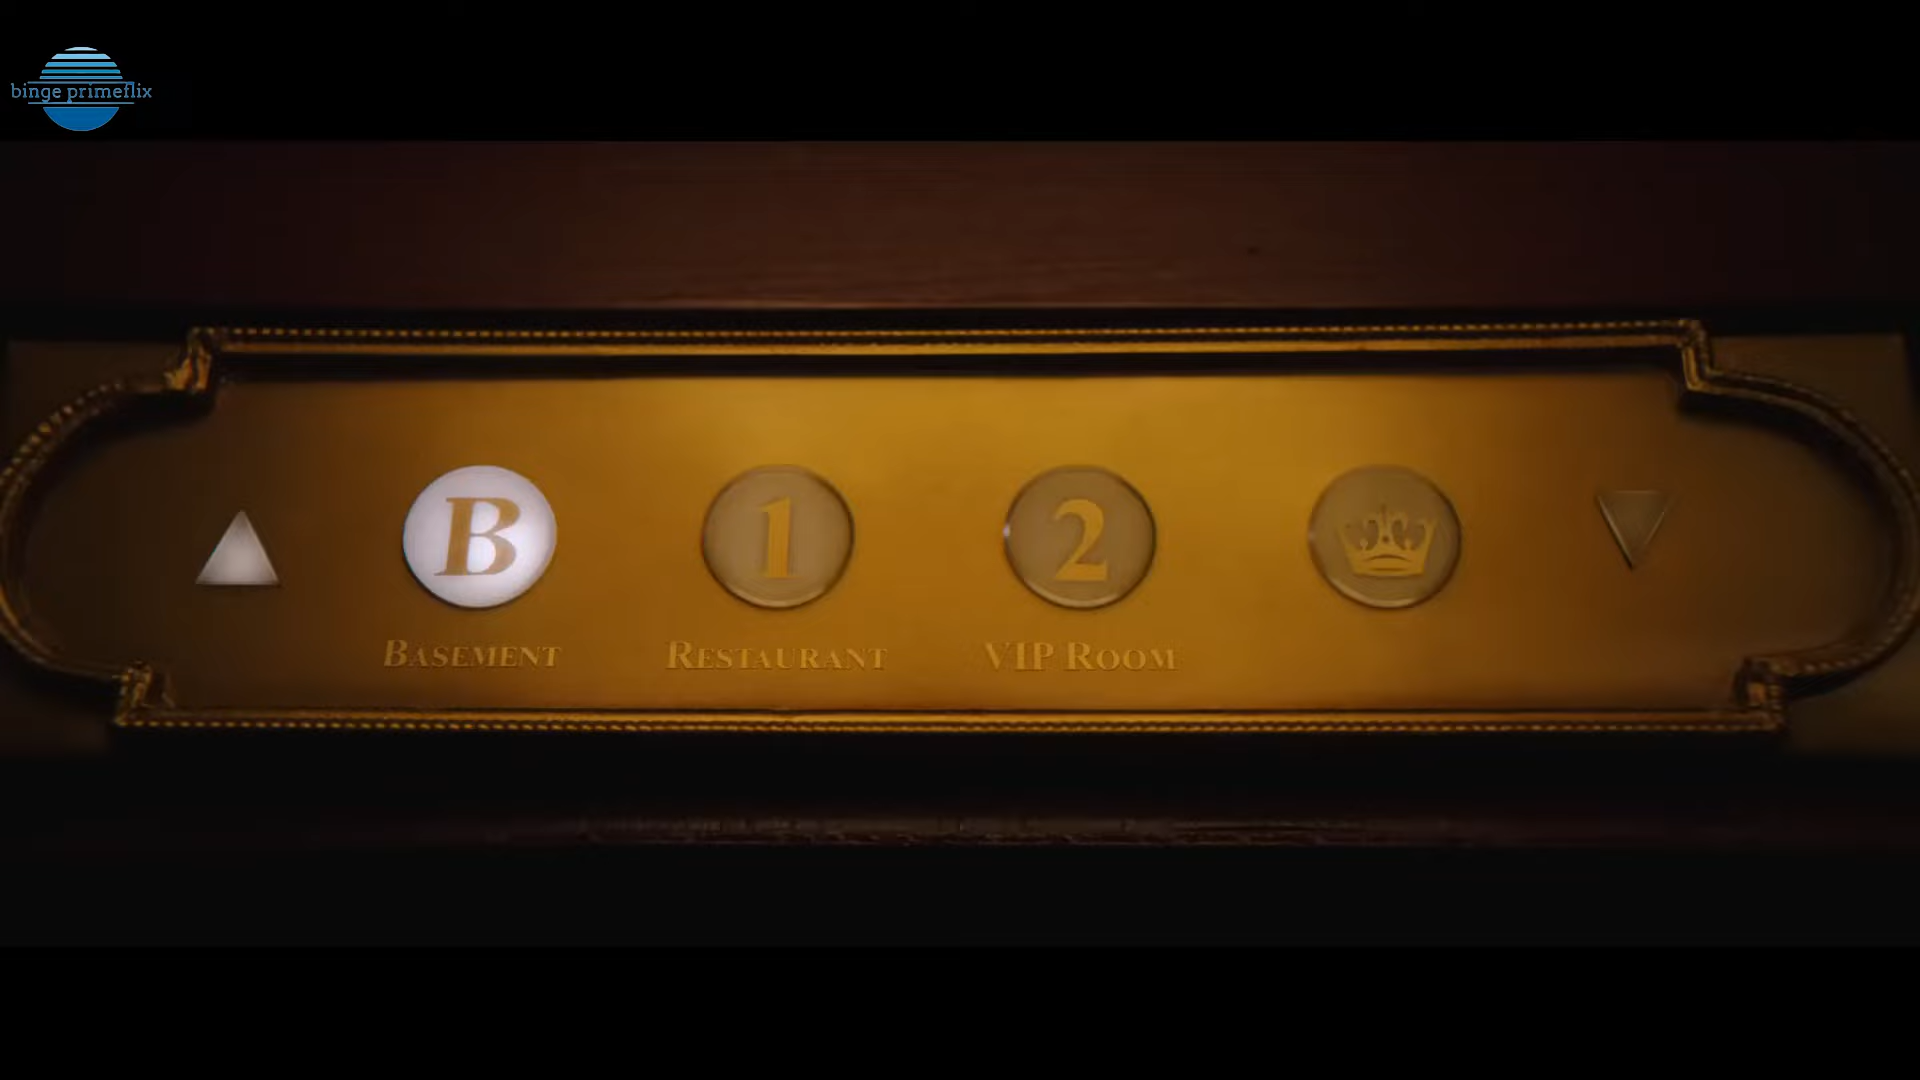 binge primeflix
B
1
2
BASEMENT
RESTAURANT
VIP ROOM